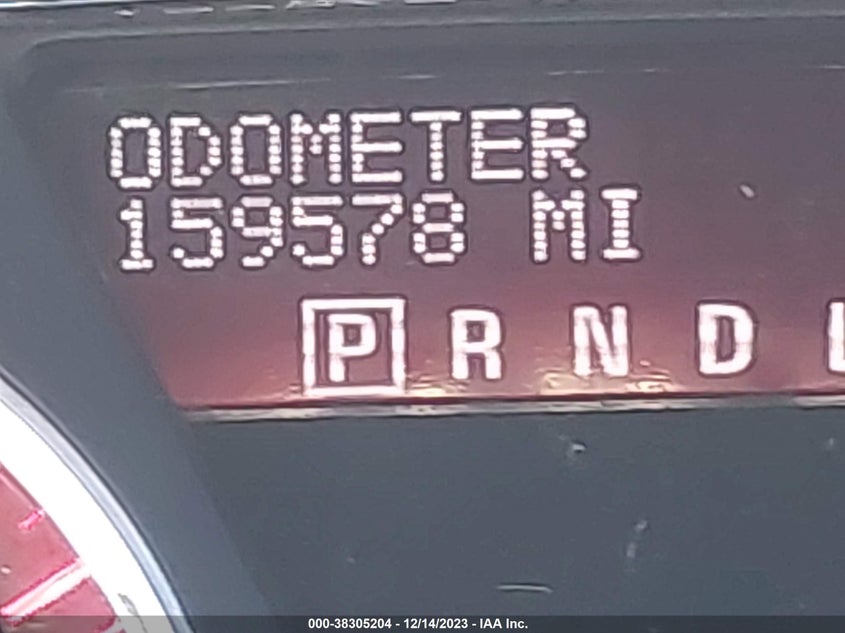 ODOMETER
159578 MI
P R N D L
000-38305204 - 12/14/2023 - IAA Inc.